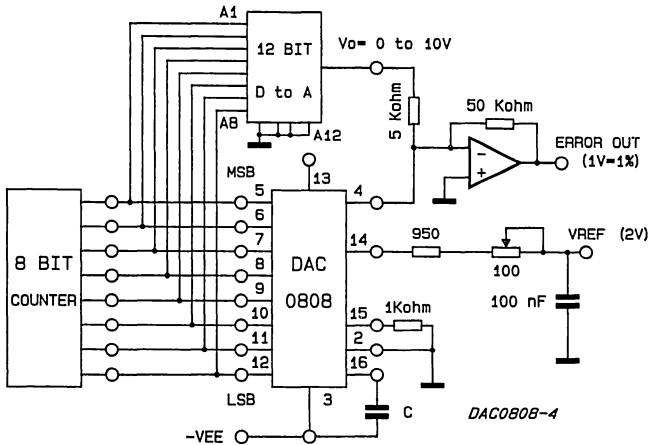 A1
12 BIT
D to A
A8
A12
Vo= 0 to 10V
5 Kohm
50 Kohm
-
+
ERROR OUT
(1V=1%)
8 BIT
COUNTER
MSB
5
6
7
8
9
10
11
12
LSB
13
DAC
0808
3
4
14
15
2
16
950
100
VREF (2V)
100 nF
1Kohm
C
-VEE
DAC0808-4